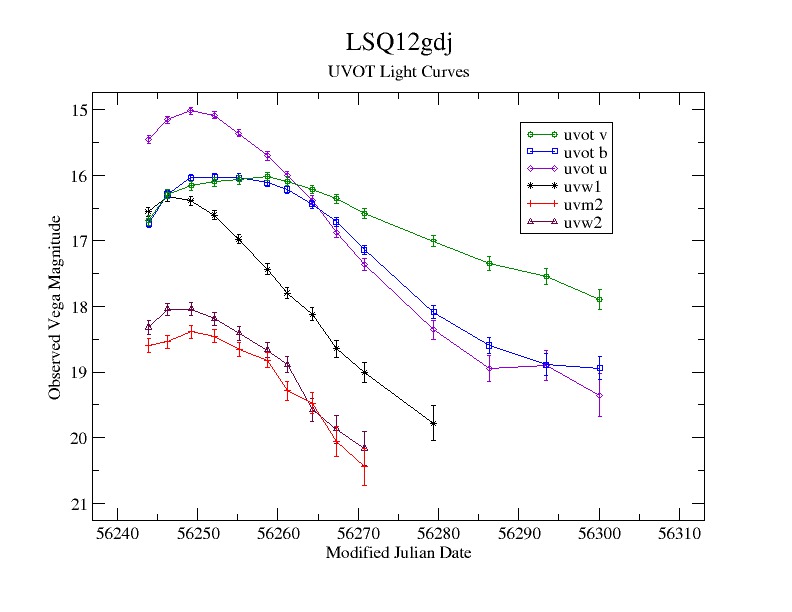 LSQ12gdj
UVOT Light Curves
15
16
17
18
19
20
21
Observed Vega Magnitude
uvot v
uvot b
uvot u
uvw1
uvm2
uvw2
56240 56250 56260 56270 56280 56290 56300 56310
Modified Julian Date